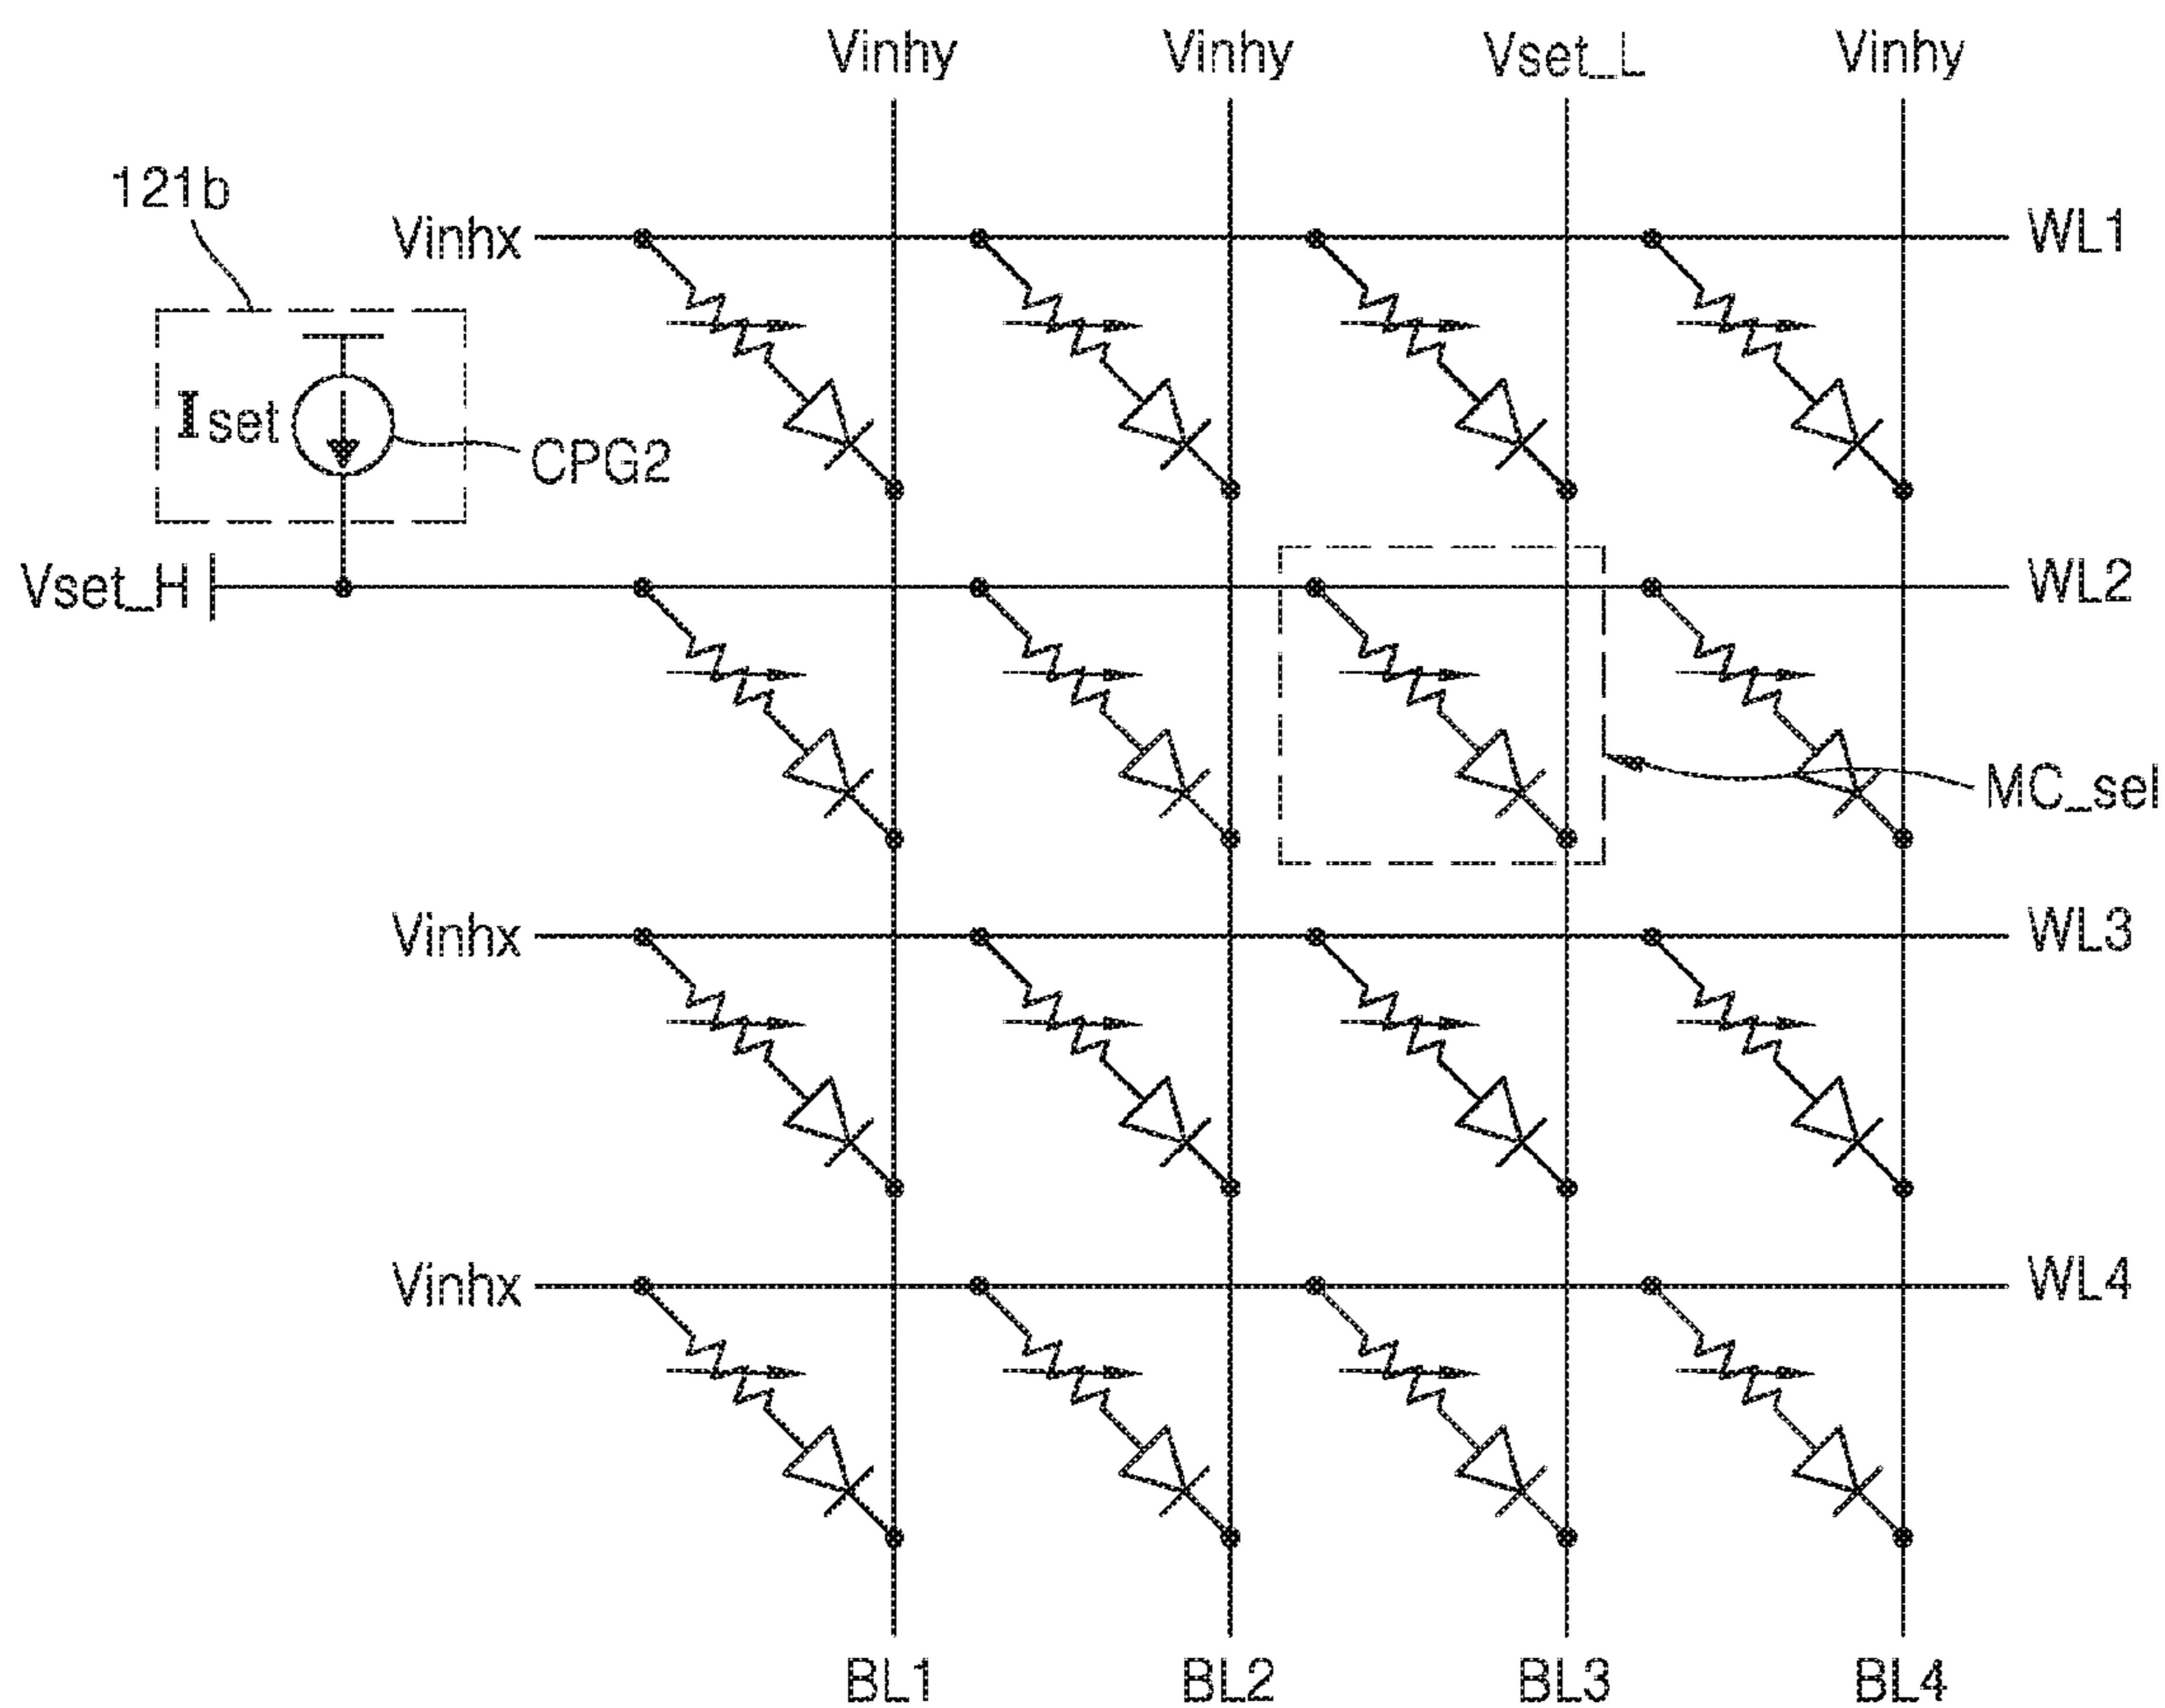 Vinhy Vinhy Vset_L Vinhy
121b
Vinhx WL1
Iset
CPG2
Vset_H WL2
MC_sel
Vinhx WL3
Vinhx WL4
BL1 BL2 BL3 BL4